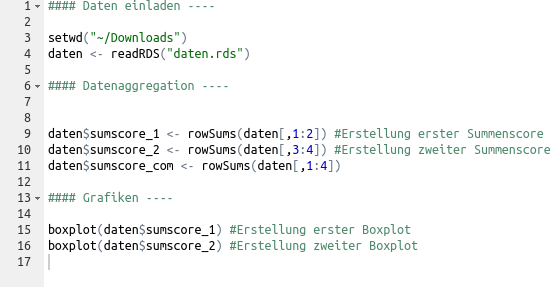 1 #### Daten einladen ----
2
3 setwd("~/Downloads")
4 daten <- readRDS("daten.rds")
5
6 #### Datenaggregation ----
7
8
9 daten$sumscore_1 <- rowSums(daten[,1:2]) #Erstellung erster Summenscore
10 daten$sumscore_2 <- rowSums(daten[,3:4]) #Erstellung zweiter Summenscore
11 daten$sumscore_com <- rowSums(daten[,1:4])
12
13 #### Grafiken ----
14
15 boxplot(daten$sumscore_1) #Erstellung erster Boxplot
16 boxplot(daten$sumscore_2) #Erstellung zweiter Boxplot
17